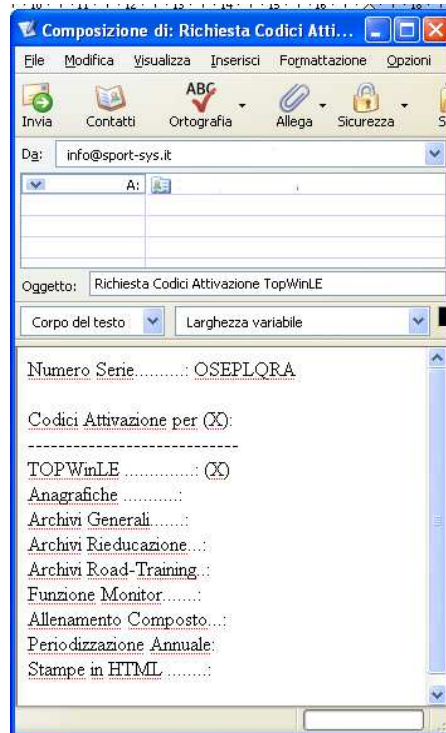 Composizione di: Richiesta Codici Atti...
File Modifica Visualizza Inserisci Formattazione Opzioni
ABC
Invia Contatti Ortografia Allega Sicurezza S
Da: info@sport-sys.it
A:
Oggetto: Richiesta Codici Attivazione TopWinLE
Corpo del testo Larghezza variabile
Numero Serie..........: OSEPLQRA
Codici Attivazione per (X):
----------------------------
TOPWinLE ..............: (X)
Anagrafiche ...........:
Archivi Generali.......:
Archivi Rieducazione...:
Archivi Road-Training..:
Funzione Monitor.......:
Allenamento Composto...:
Periodizzazione Annuale:
Stampe in HTML ........: